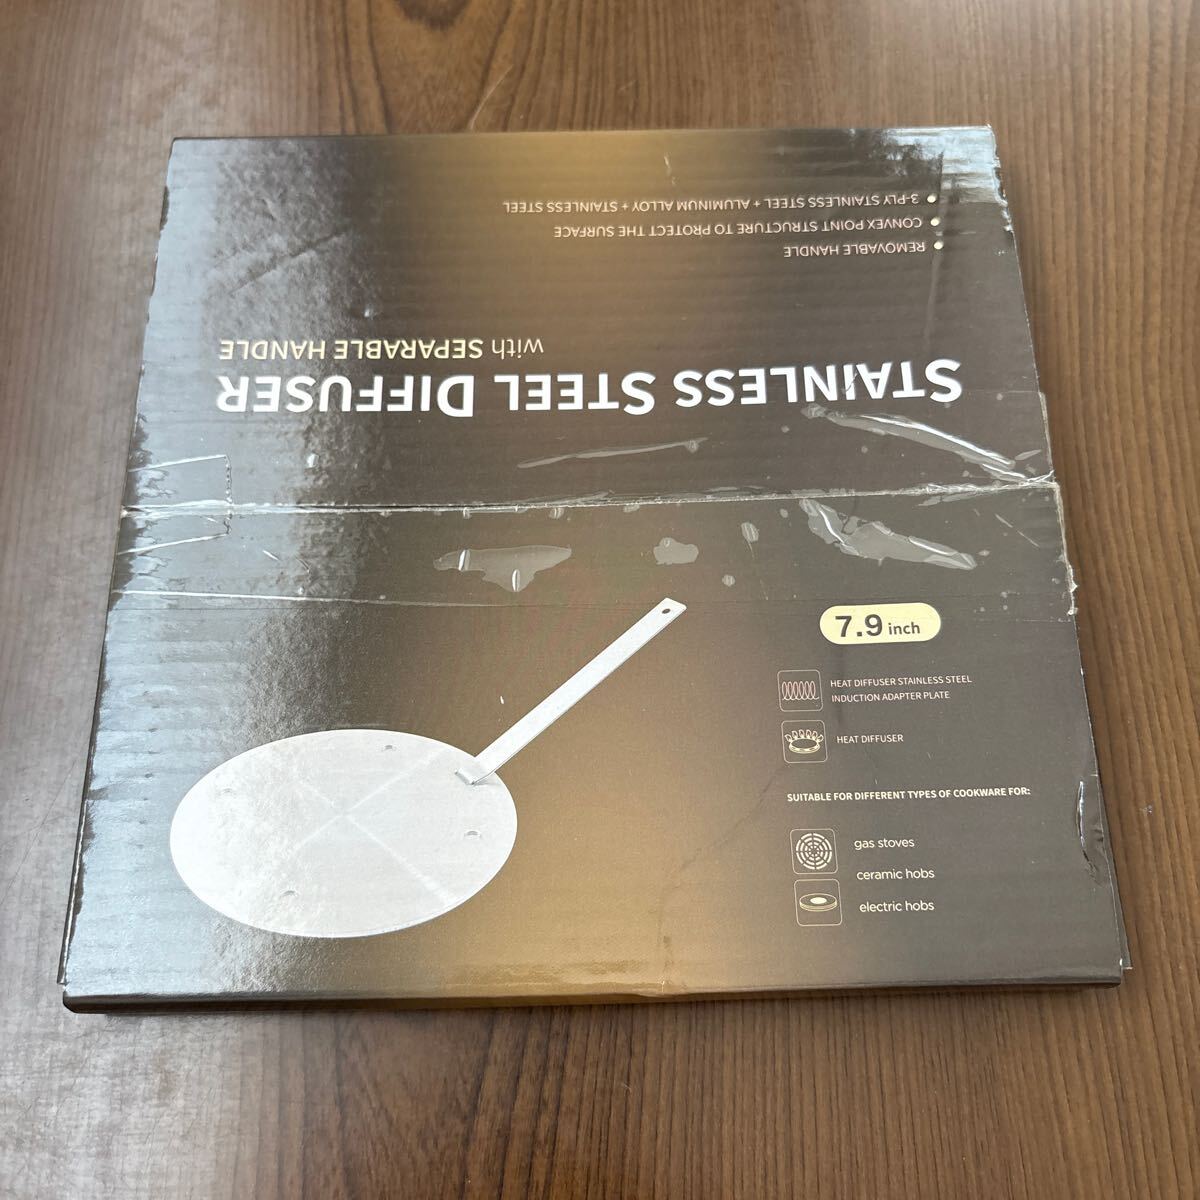 STAINLESS STEEL DIFFUSER
with SEPARABLE HANDLE
REMOVABLE HANDLE
CONVEX POINT STRUCTURE TO PROTECT THE SURFACE
3-PLY STAINLESS STEEL + ALUMINUM ALLOY + STAINLESS STEEL
7.9 inch
HEAT DIFFUSER STAINLESS STEEL
INDUCTION ADAPTER PLATE
HEAT DIFFUSER
SUITABLE FOR DIFFERENT TYPES OF COOKWARE FOR:
gas stoves
ceramic hobs
electric hobs